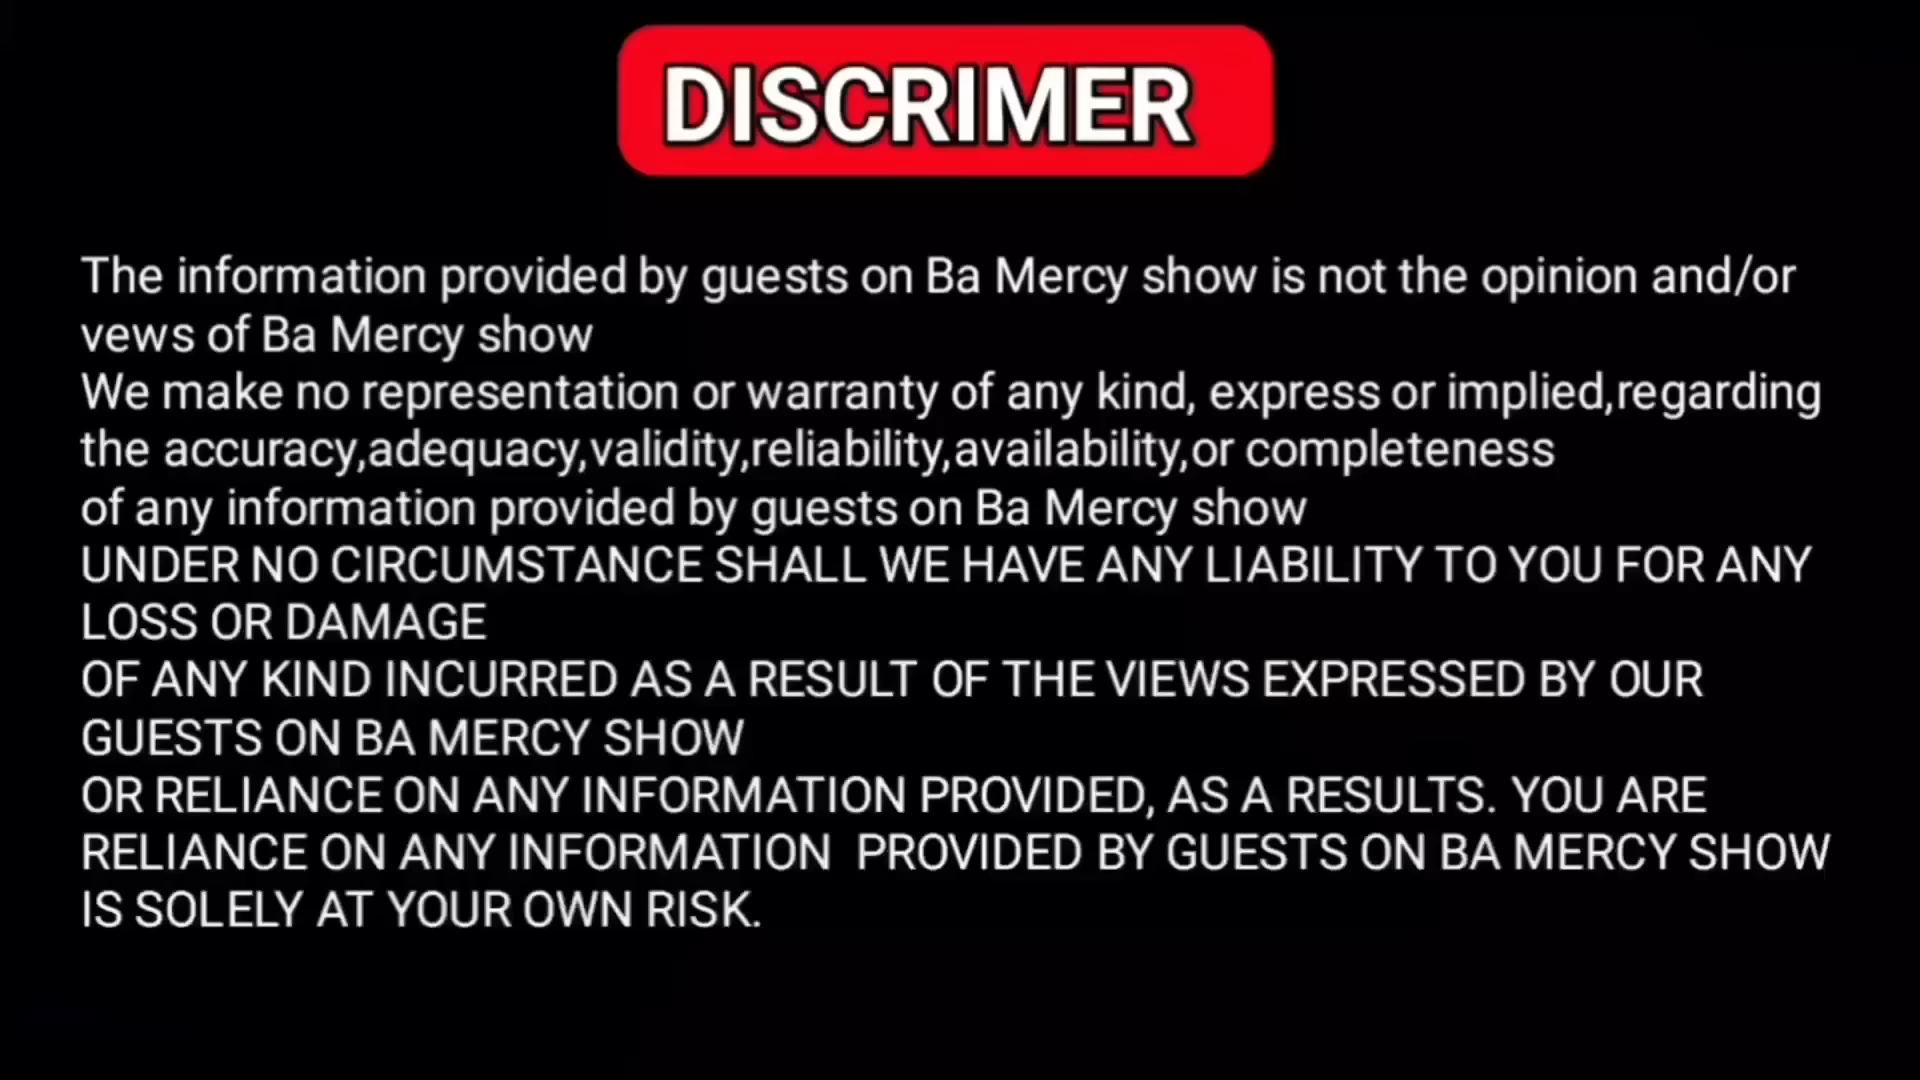 DISCRIMER
The information provided by guests on Ba Mercy show is not the opinion and/or
vews of Ba Mercy show
We make no representation or warranty of any kind, express or implied,regarding
the accuracy,adequacy,validity,reliability,availability,or completeness
of any information provided by guests on Ba Mercy show
UNDER NO CIRCUMSTANCE SHALL WE HAVE ANY LIABILITY TO YOU FOR ANY
LOSS OR DAMAGE
OF ANY KIND INCURRED AS A RESULT OF THE VIEWS EXPRESSED BY OUR
GUESTS ON BA MERCY SHOW
OR RELIANCE ON ANY INFORMATION PROVIDED, AS A RESULTS. YOU ARE
RELIANCE ON ANY INFORMATION  PROVIDED BY GUESTS ON BA MERCY SHOW
IS SOLELY AT YOUR OWN RISK.